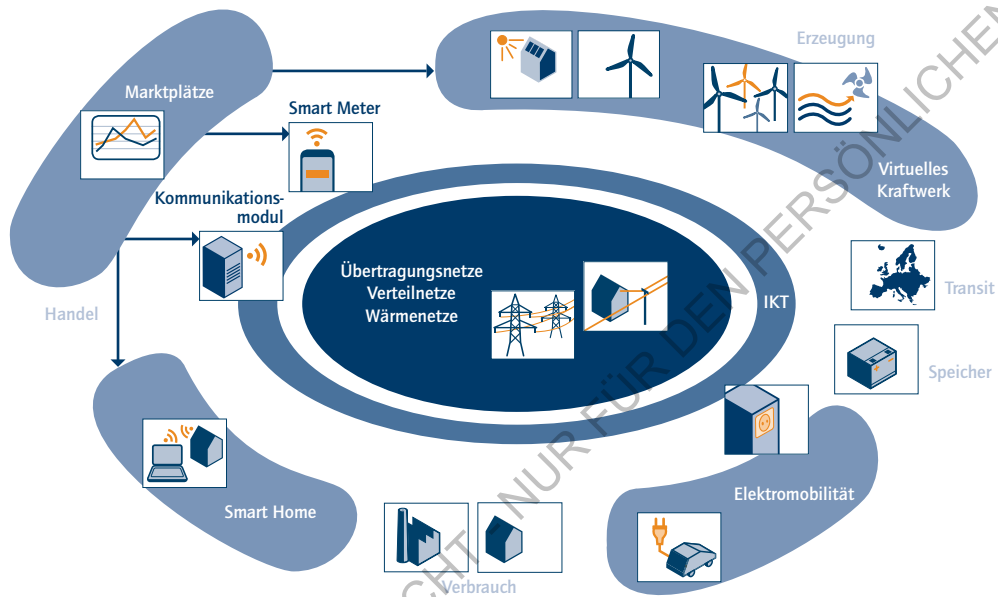 Erzeugung
Marktplätze
Smart Meter
Virtuelles
Kraftwerk
Kommunikations-
modul
Übertragungsnetze
Verteilnetze
Wärmenetze
IKT
Transit
Handel
Speicher
Elektromobilität
Smart Home
Verbrauch
CHT - NUR FÜR DEN PERSÖNLICHEN